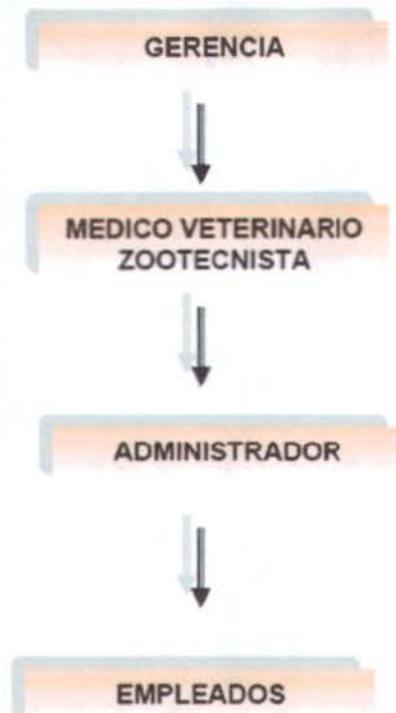 GERENCIA
MEDICO VETERINARIO
ZOOTECNISTA
ADMINISTRADOR
EMPLEADOS